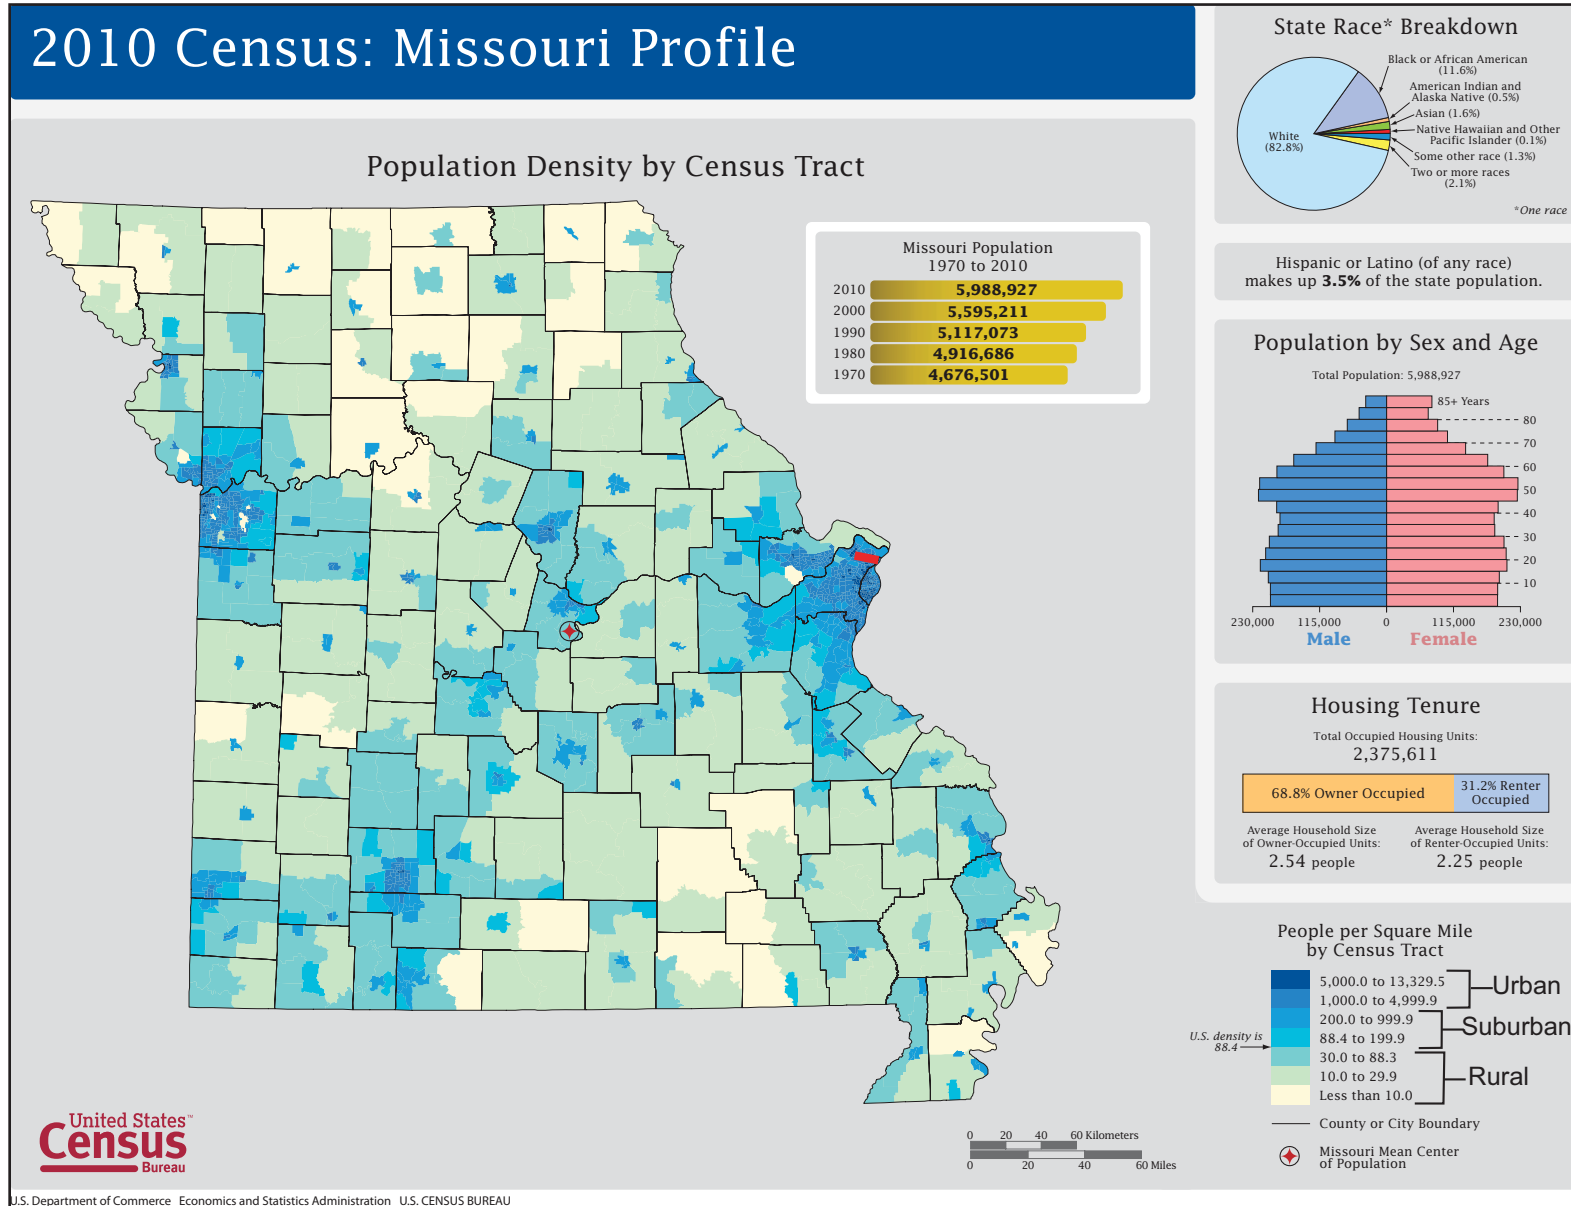 2010 Census: Missouri Profile
Population Density by Census Tract
Missouri Population
1970 to 2010
2010 5,988,927
2000 5,595,211
1990 5,117,073
1980 4,916,686
1970 4,676,501
State Race* Breakdown
Black or African American
(11.6%)
American Indian and
Alaska Native (0.5%)
Asian (1.6%)
Native Hawaiian and Other
Pacific Islander (0.1%)
Some other race (1.3%)
Two or more races
(2.1%)
White
(82.8%)
*One race
Hispanic or Latino (of any race)
makes up 3.5% of the state population.
Population by Sex and Age
Total Population: 5,988,927
85+ Years
80
70
60
50
40
30
20
10
230,000 115,000 0 115,000 230,000
Male Female
Housing Tenure
Total Occupied Housing Units:
2,375,611
68.8% Owner Occupied
31.2% Renter
Occupied
Average Household Size
of Owner-Occupied Units:
2.54 people
Average Household Size
of Renter-Occupied Units:
2.25 people
People per Square Mile
by Census Tract
5,000.0 to 13,329.5
1,000.0 to 4,999.9
Urban
200.0 to 999.9
88.4 to 199.9
Suburban
U.S. density is
88.4
30.0 to 88.3
10.0 to 29.9
Less than 10.0
Rural
County or City Boundary
Missouri Mean Center
of Population
0 20 40 60 Kilometers
0 20 40 60 Miles
United States™
Census
Bureau
U.S. Department of Commerce Economics and Statistics Administration U.S. CENSUS BUREAU